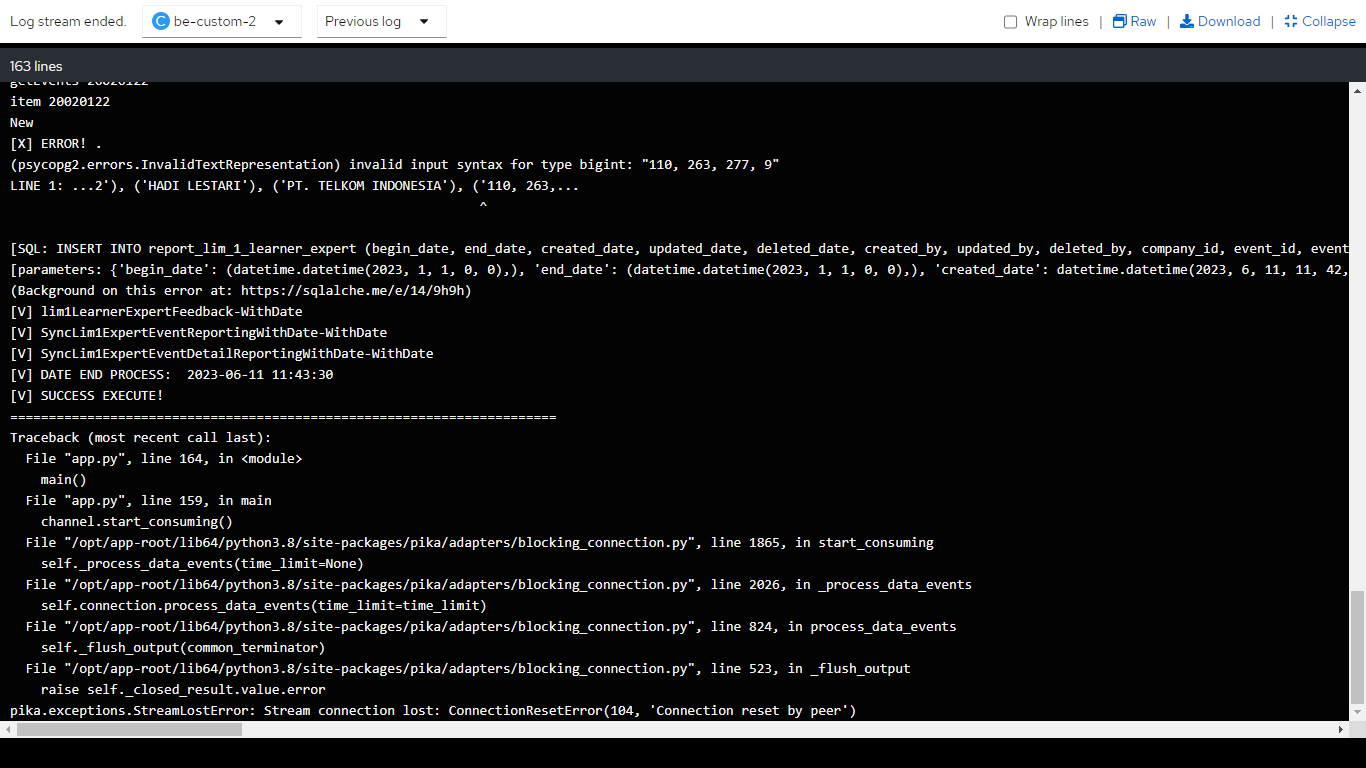 Log stream ended.
C be-custom-2
Previous log
Wrap lines | Raw | Download | Collapse
163 lines
getEvents 20020122
item 20020122
New
[X] ERROR! .
(psycopg2.errors.InvalidTextRepresentation) invalid input syntax for type bigint: "110, 263, 277, 9"
LINE 1: ...2'), ('HADI LESTARI'), ('PT. TELKOM INDONESIA'), ('110, 263,...
^
[SQL: INSERT INTO report_lim_1_learner_expert (begin_date, end_date, created_date, updated_date, deleted_date, created_by, updated_by, deleted_by, company_id, event_id, event
[parameters: {'begin_date': (datetime.datetime(2023, 1, 1, 0, 0),), 'end_date': (datetime.datetime(2023, 1, 1, 0, 0),), 'created_date': datetime.datetime(2023, 6, 11, 11, 42,
(Background on this error at: https://sqlalche.me/e/14/9h9h)
[V] lim1LearnerExpertFeedback-WithDate
[V] SyncLim1ExpertEventReportingWithDate-WithDate
[V] SyncLim1ExpertEventDetailReportingWithDate-WithDate
[V] DATE END PROCESS:  2023-06-11 11:43:30
[V] SUCCESS EXECUTE!
=======================================================================
Traceback (most recent call last):
  File "app.py", line 164, in <module>
    main()
  File "app.py", line 159, in main
    channel.start_consuming()
  File "/opt/app-root/lib64/python3.8/site-packages/pika/adapters/blocking_connection.py", line 1865, in start_consuming
    self._process_data_events(time_limit=None)
  File "/opt/app-root/lib64/python3.8/site-packages/pika/adapters/blocking_connection.py", line 2026, in _process_data_events
    self.connection.process_data_events(time_limit=time_limit)
  File "/opt/app-root/lib64/python3.8/site-packages/pika/adapters/blocking_connection.py", line 824, in process_data_events
    self._flush_output(common_terminator)
  File "/opt/app-root/lib64/python3.8/site-packages/pika/adapters/blocking_connection.py", line 523, in _flush_output
    raise self._closed_result.value.error
pika.exceptions.StreamLostError: Stream connection lost: ConnectionResetError(104, 'Connection reset by peer')